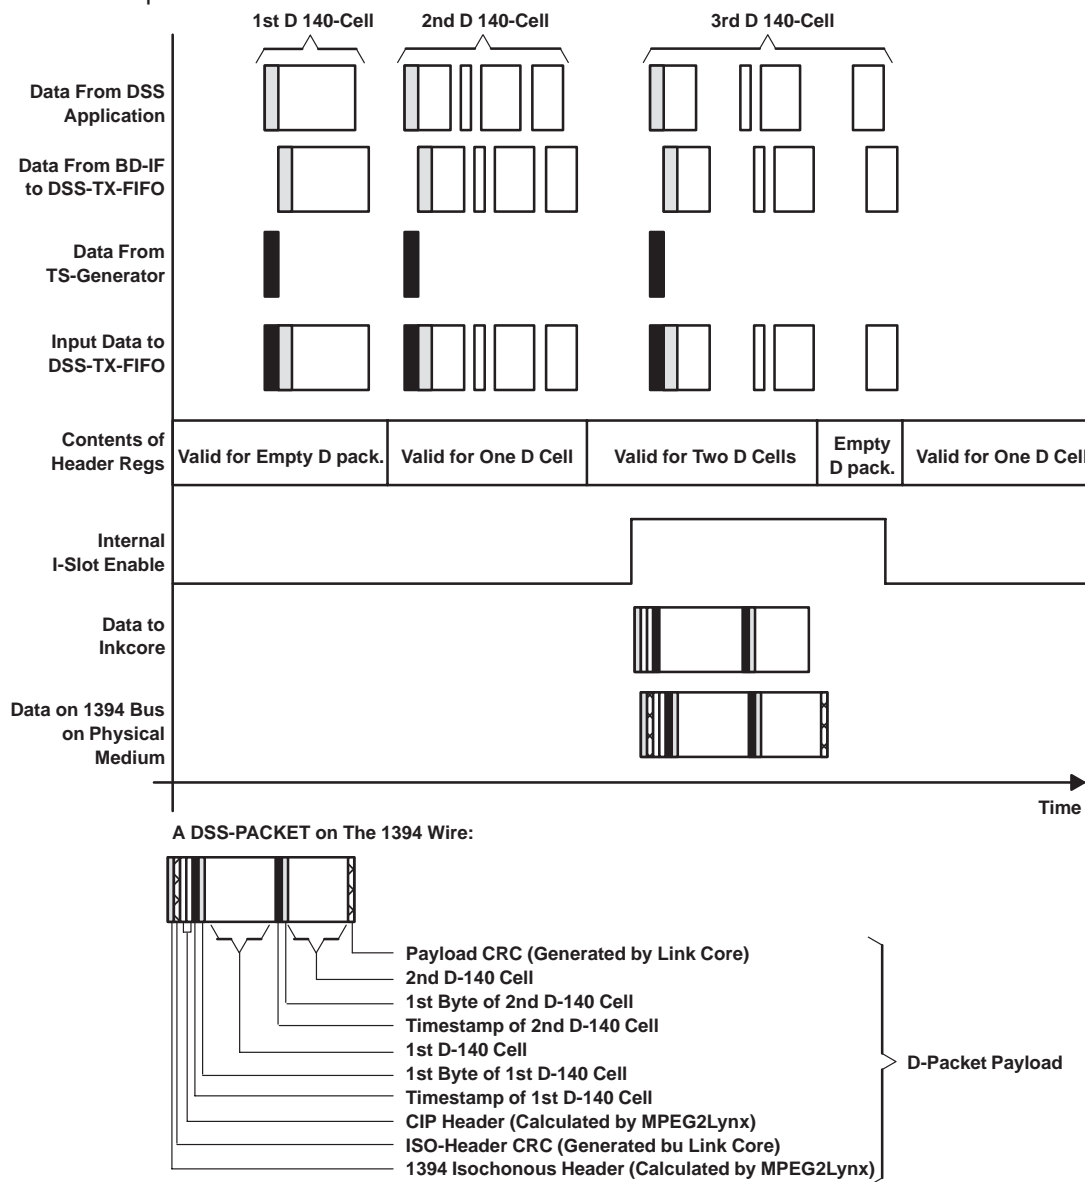 1st D 140-Cell
2nd D 140-Cell
3rd D 140-Cell
Data From DSS
Application
Data From BD-IF
to DSS-TX-FIFO
Data From
TS-Generator
Input Data to
DSS-TX-FIFO
Contents of
Header Regs
Valid for Empty D pack.
Valid for One D Cell
Valid for Two D Cells
Empty
D pack.
Valid for One D Cell
Internal
I-Slot Enable
Data to
Inkcore
Data on 1394 Bus
on Physical
Medium
Time
A DSS-PACKET on The 1394 Wire:
Payload CRC (Generated by Link Core)
2nd D-140 Cell
1st Byte of 2nd D-140 Cell
Timestamp of 2nd D-140 Cell
1st D-140 Cell
1st Byte of 1st D-140 Cell
Timestamp of 1st D-140 Cell
CIP Header (Calculated by MPEG2Lynx)
ISO-Header CRC (Generated bu Link Core)
1394 Isochonous Header (Calculated by MPEG2Lynx)
D-Packet Payload